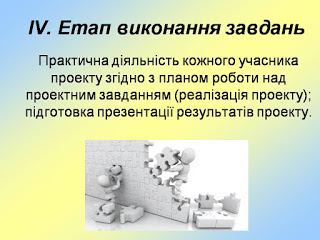 IV. Етап виконання завдань
Практична діяльність кожного учасника
проекту згідно з планом роботи над
проектним завданням (реалізація проекту);
підготовка презентації результатів проекту.